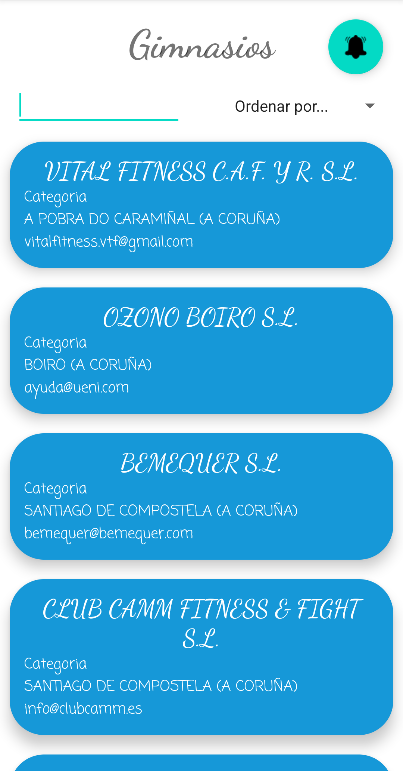 Gimnasios
Ordenar por...
VITAL FITNESS C.A.F. Y R. S.L.
Categoria
A POBRA DO CARAMIÑAL (A CORUÑA)
vitalfitness.vtf@gmail.com
OZONO BOIRO S.L.
Categoria
BOIRO (A CORUÑA)
ayuda@ueni.com
BEMEQUER S.L.
Categoria
SANTIAGO DE COMPOSTELA (A CORUÑA)
bemequer@bemequer.com
CLUB CAMM FITNESS & FIGHT
S.L.
Categoria
SANTIAGO DE COMPOSTELA (A CORUÑA)
info@clubcamm.es